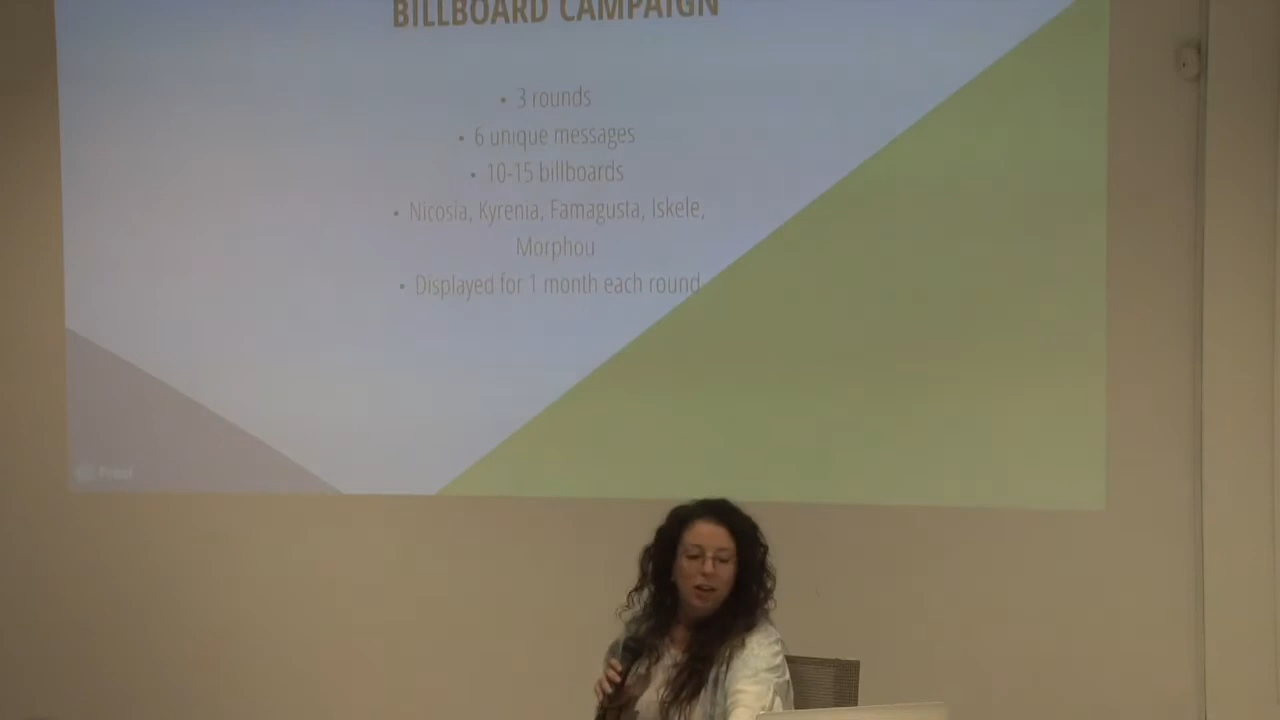 BILLBOARD CAMPAIGN
• 3 rounds
• 6 unique messages
• 10-15 billboards
• Nicosia, Kyrenia, Famagusta, Iskele,
Morphou
• Displayed for 1 month each round
Prezi